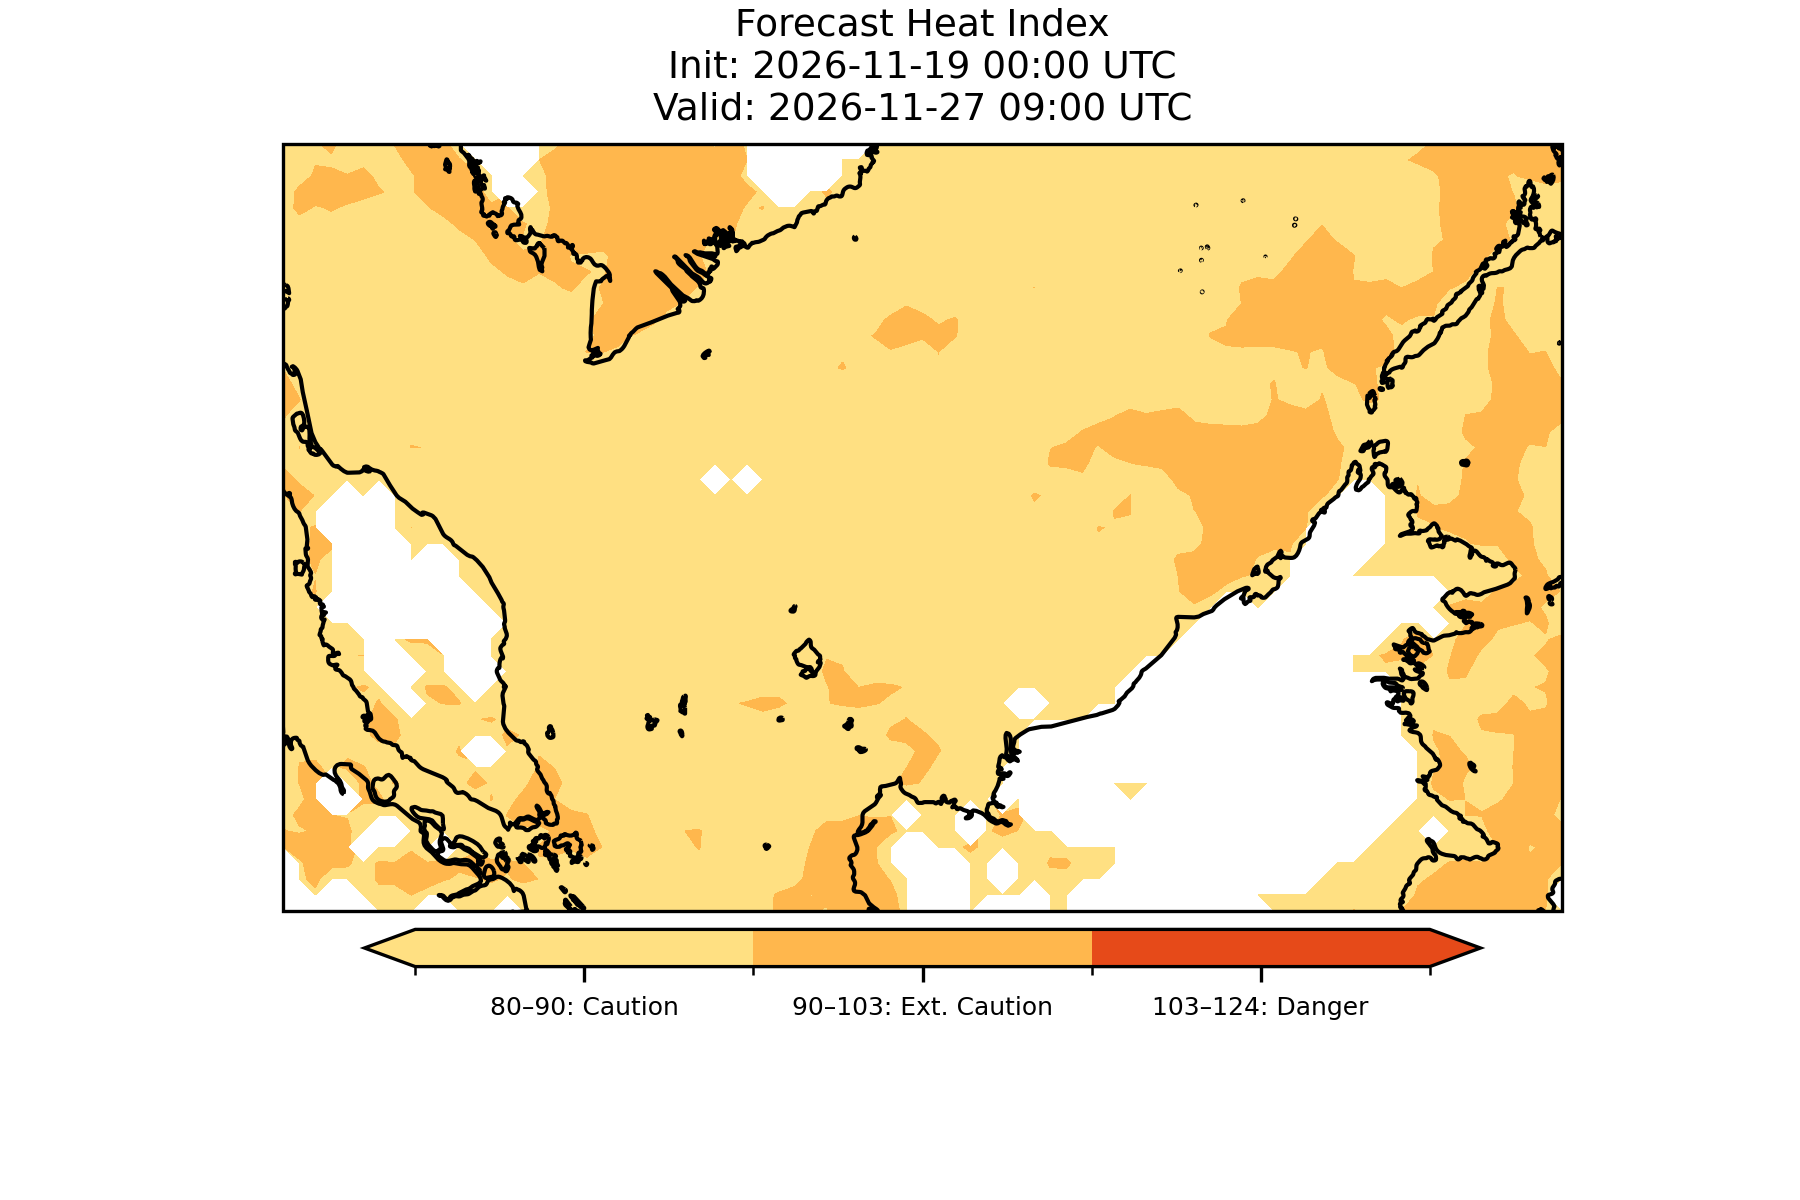 Forecast Heat Index
Init: 2026-11-19 00:00 UTC
Valid: 2026-11-27 09:00 UTC
80–90: Caution
90–103: Ext. Caution
103–124: Danger